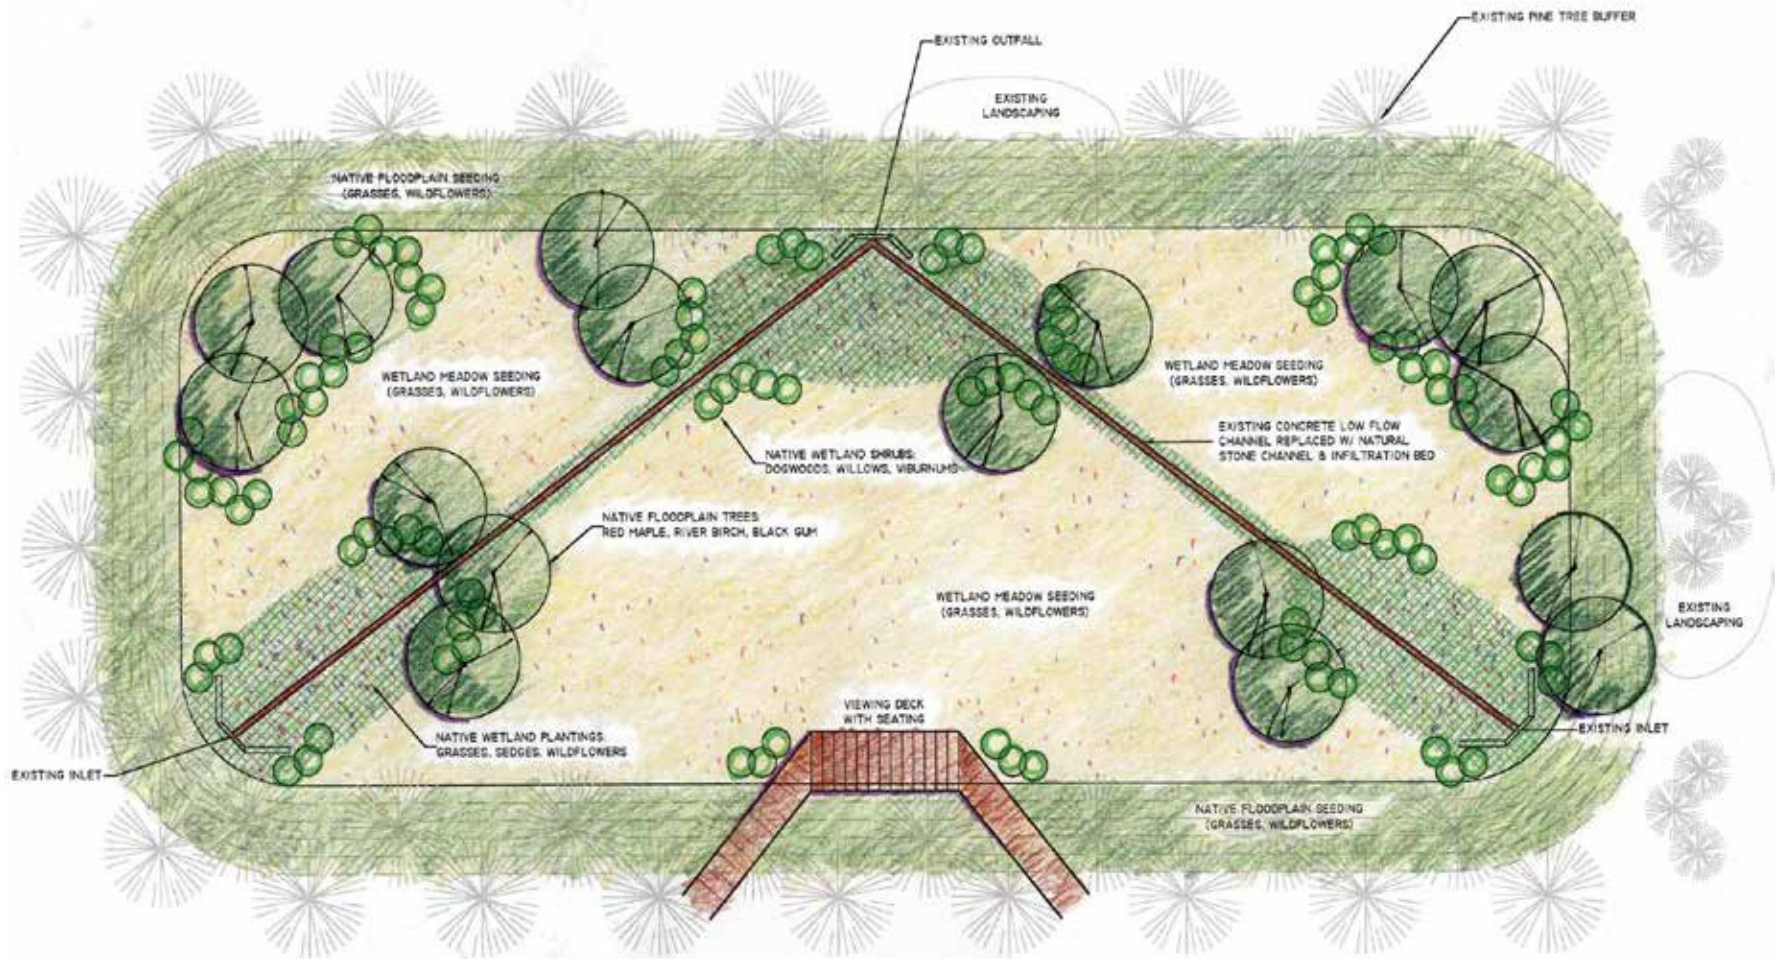 EXISTING PINE TREE BUFFER
EXISTING OUTFALL
EXISTING
LANDSCAPING
NATIVE FLOODPLAIN SEEDING
(GRASSES, WILDFLOWERS)
WETLAND MEADOW SEEDING
(GRASSES, WILDFLOWERS)
WETLAND MEADOW SEEDING
(GRASSES, WILDFLOWERS)
EXISTING CONCRETE LOW FLOW
CHANNEL REPLACED W/ NATURAL
STONE CHANNEL & INFILTRATION BED
NATIVE WETLAND SHRUBS:
DOGWOODS, WILLOWS, VIBURNUMS
NATIVE FLOODPLAIN TREES:
RED MAPLE, RIVER BIRCH, BLACK GUM
WETLAND MEADOW SEEDING
(GRASSES, WILDFLOWERS)
EXISTING
LANDSCAPING
VIEWING DECK
WITH SEATING
NATIVE WETLAND PLANTINGS:
GRASSES, SEDGES, WILDFLOWERS
EXISTING INLET
EXISTING INLET
NATIVE FLOODPLAIN SEEDING
(GRASSES, WILDFLOWERS)